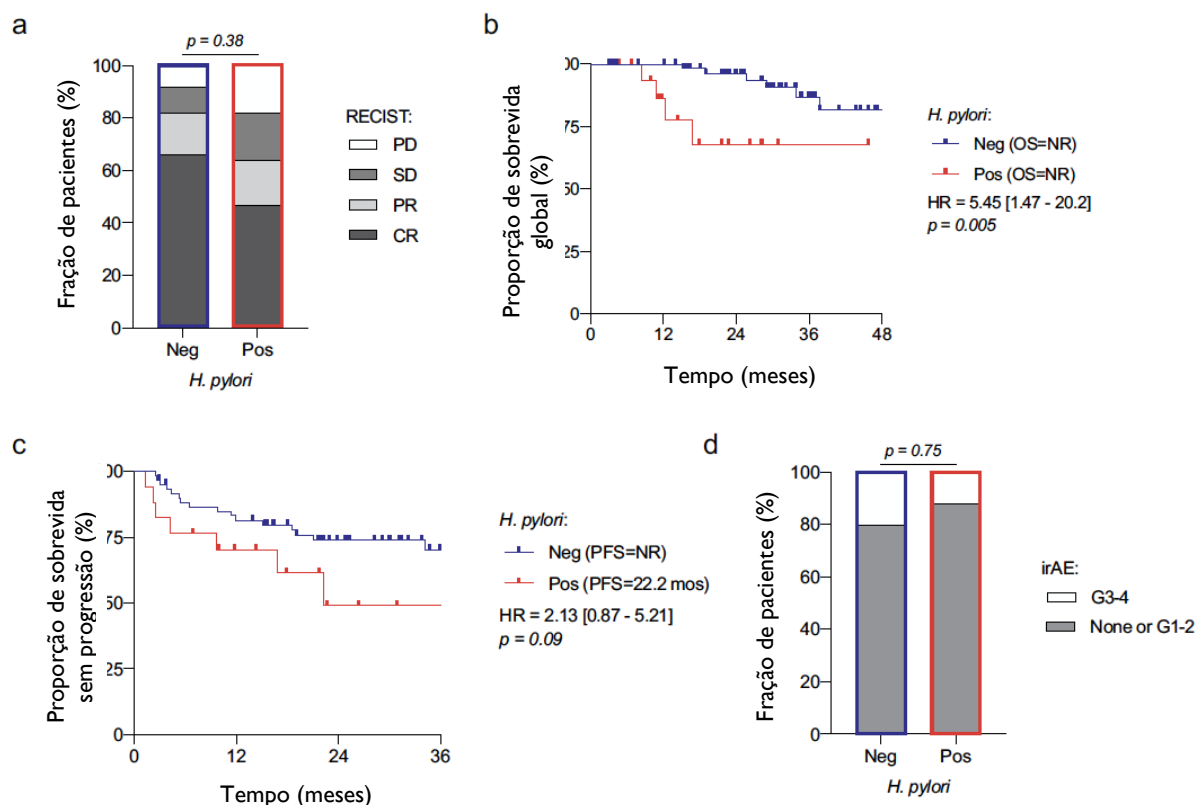 a
p = 0.38
Fração de pacientes (%)
100
80
60
40
20
0
Neg
Pos
H. pylori
RECIST:
PD
SD
PR
CR
b
Proporção de sobrevida
global (%)
00
75
50
25
0
0
12
24
36
48
Tempo (meses)
H. pylori:
Neg (OS=NR)
Pos (OS=NR)
HR = 5.45 [1.47 - 20.2]
p = 0.005
c
Proporção de sobrevida
sem progressão (%)
00
75
50
25
0
0
12
24
36
Tempo (meses)
H. pylori:
Neg (PFS=NR)
Pos (PFS=22.2 mos)
HR = 2.13 [0.87 - 5.21]
p = 0.09
d
p = 0.75
Fração de pacientes (%)
100
80
60
40
20
0
Neg
Pos
H. pylori
irAE:
G3-4
None or G1-2